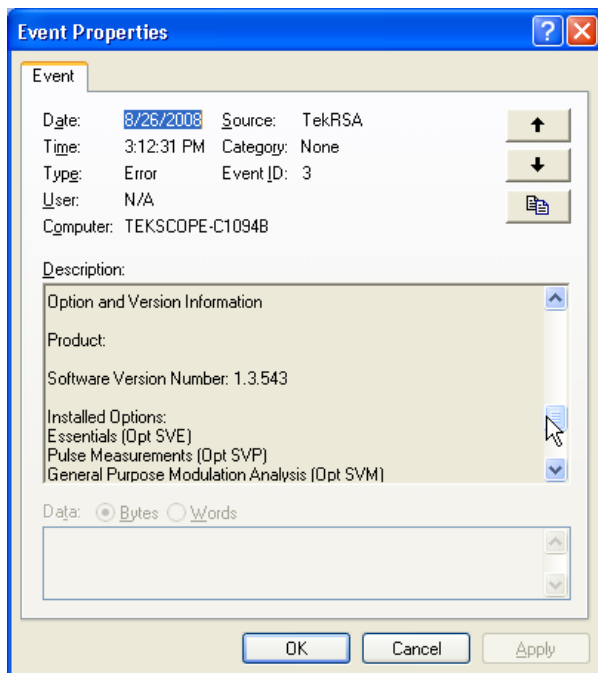 Event Properties
Event
Date: 8/26/2008 Source: TekRSA
Time: 3:12:31 PM Category: None
Type: Error Event ID: 3
User: N/A
Computer: TEKSCOPE-C1094B
Description:
Option and Version Information
Product:
Software Version Number: 1.3.543
Installed Options:
Essentials (Opt SVE)
Pulse Measurements (Opt SVP)
General Purpose Modulation Analysis (Opt SVM)
Data: Bytes Words
OK Cancel Apply